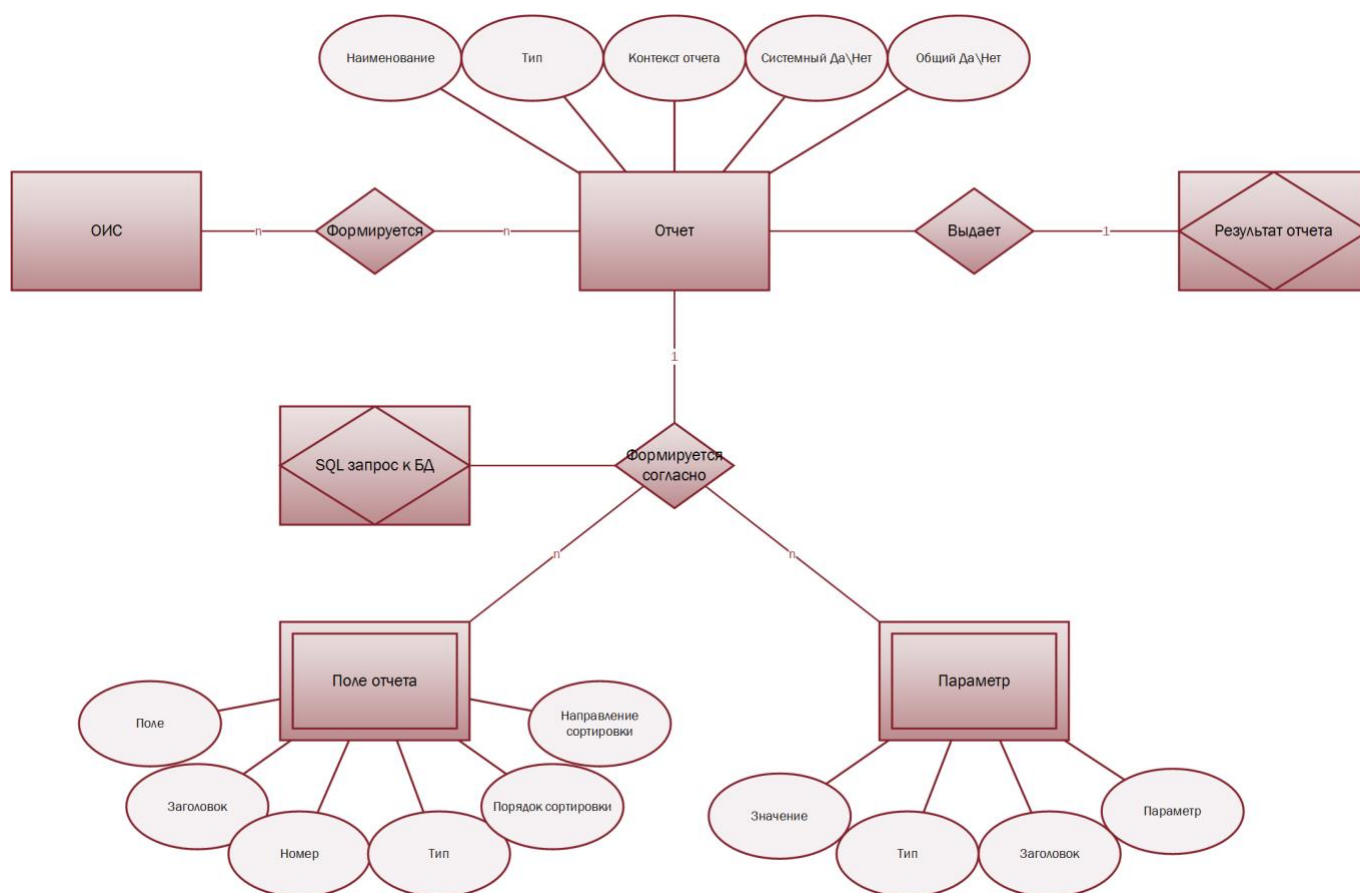 Наименование
Тип
Контекст отчета
Системный Да\Нет
Общий Да\Нет
ОИС
n
Формируется
n
Отчет
Выдает
1
Результат отчета
1
SQL запрос к БД
Формируется
согласно
n
n
Поле отчета
Параметр
Поле
Направление
сортировки
Заголовок
Порядок сортировки
Номер
Тип
Значение
Параметр
Тип
Заголовок